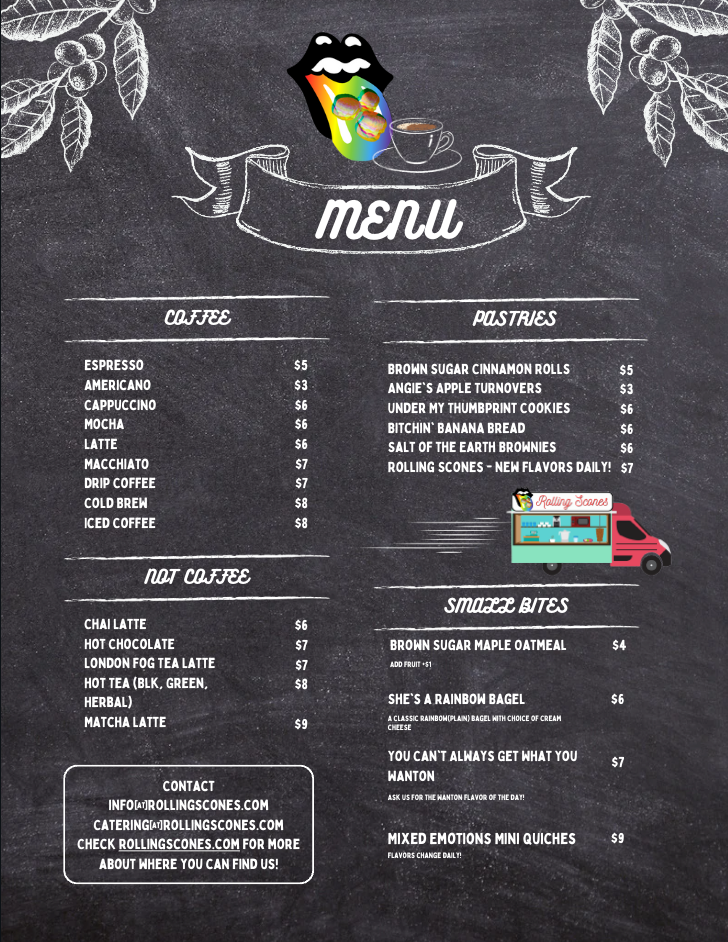 MENU
COFFEE
ESPRESSO $5
AMERICANO $3
CAPPUCCINO $6
MOCHA $6
LATTE $6
MACCHIATO $7
DRIP COFFEE $7
COLD BREW $8
ICED COFFEE $8
NOT COFFEE
CHAI LATTE $6
HOT CHOCOLATE $7
LONDON FOG TEA LATTE $7
HOT TEA (BLK, GREEN, $8
HERBAL)
MATCHA LATTE $9
CONTACT
INFO[AT]ROLLINGSCONES.COM
CATERING[AT]ROLLINGSCONES.COM
CHECK ROLLINGSCONES.COM FOR MORE
ABOUT WHERE YOU CAN FIND US!
PASTRIES
BROWN SUGAR CINNAMON ROLLS $5
ANGIE'S APPLE TURNOVERS $3
UNDER MY THUMBPRINT COOKIES $6
BITCHIN' BANANA BREAD $6
SALT OF THE EARTH BROWNIES $6
ROLLING SCONES - NEW FLAVORS DAILY! $7
Rolling Scones
SMALL BITES
BROWN SUGAR MAPLE OATMEAL $4
ADD FRUIT +$1
SHE'S A RAINBOW BAGEL $6
A CLASSIC RAINBOW(PLAIN) BAGEL WITH CHOICE OF CREAM
CHEESE
YOU CAN'T ALWAYS GET WHAT YOU $7
WANTON
ASK US FOR THE WANTON FLAVOR OF THE DAY!
MIXED EMOTIONS MINI QUICHES $9
FLAVORS CHANGE DAILY!